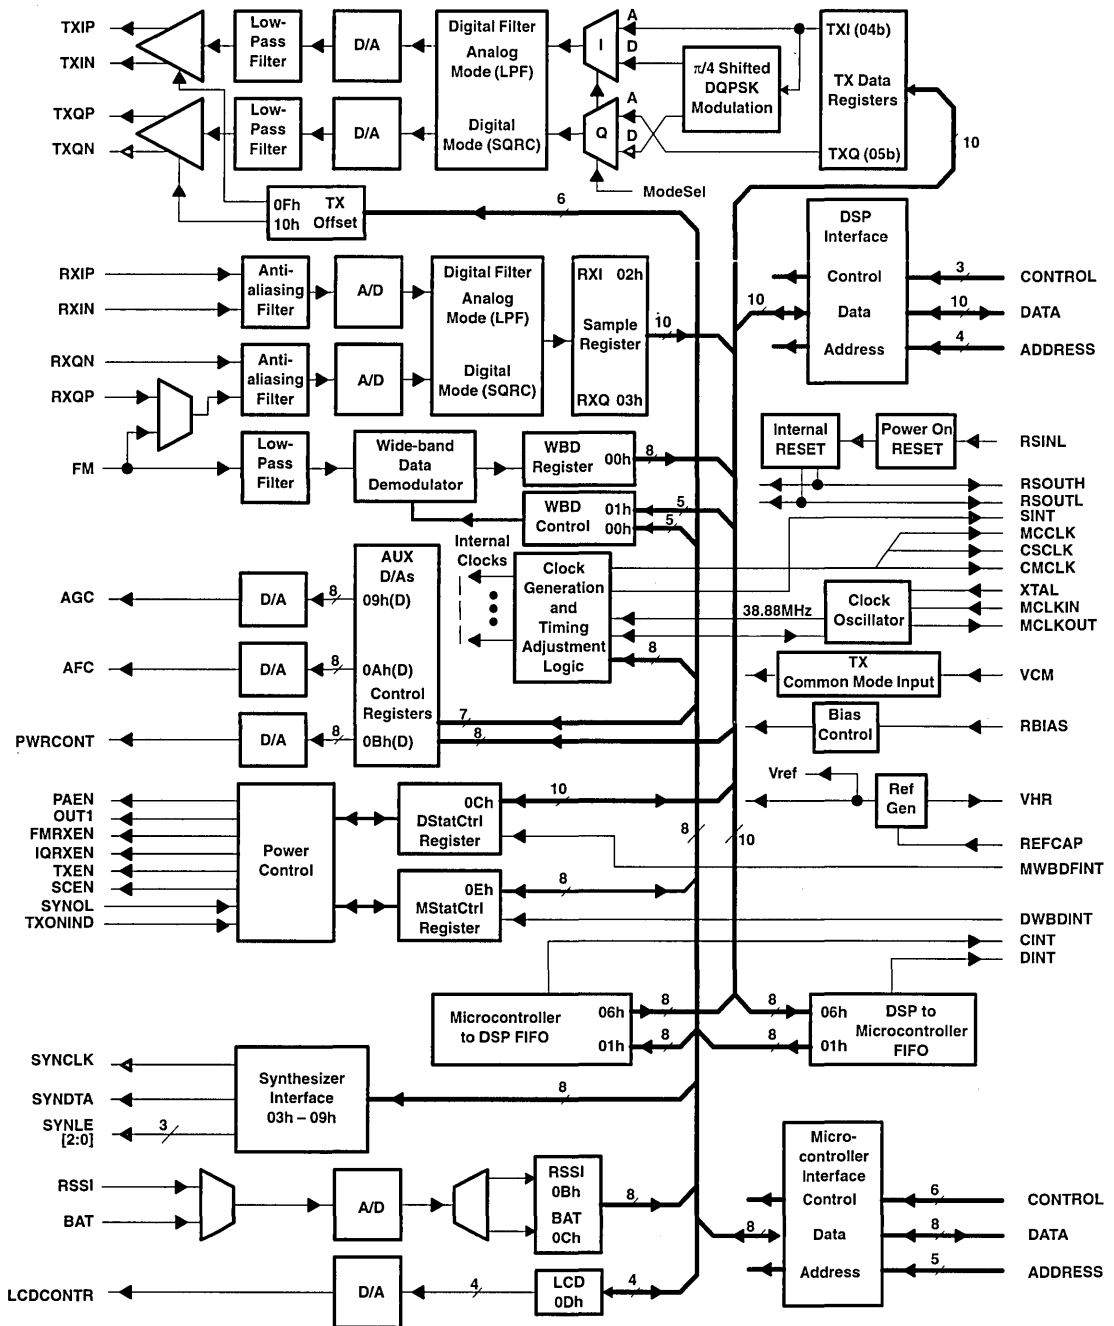 TXIP
TXIN
TXQP
TXQN
Low-
Pass
Filter
D/A
Low-
Pass
Filter
D/A
Digital Filter
Analog
Mode (LPF)
Digital
Mode (SQRC)
I
Q
A
D
A
D
π/4 Shifted
DQPSK
Modulation
TXI (04b)
TX Data
Registers
TXQ (05b)
10
ModeSel
0Fh
10h
TX
Offset
6
DSP
Interface
Control
Data
Address
3
10
4
10
CONTROL
DATA
ADDRESS
RXIP
RXIN
RXQN
RXQP
FM
Anti-
aliasing
Filter
A/D
Anti-
aliasing
Filter
A/D
Digital Filter
Analog
Mode (LPF)
Digital
Mode (SQRC)
RXI 02h
Sample
Register
RXQ 03h
10
Low-
Pass
Filter
Wide-band
Data
Demodulator
WBD
Register
00h
8
WBD
Control
01h
00h
5
5
Internal
RESET
Power On
RESET
RSINL
RSOUTH
RSOUTL
SINT
MCCLK
CSCLK
CMCLK
XTAL
MCLKIN
MCLKOUT
Internal
Clocks
Clock
Generation
and
Timing
Adjustment
Logic
38.88MHz
8
Clock
Oscillator
TX
Common Mode Input
VCM
Bias
Control
RBIAS
Vref
Ref
Gen
VHR
REFCAP
MWBDFINT
DWBDINT
CINT
DINT
AGC
AFC
PWRCONT
D/A
8
D/A
8
D/A
8
AUX
D/As
09h(D)
0Ah(D)
Control
Registers
0Bh(D)
7
8
PAEN
OUT1
FMRXEN
IQRXEN
TXEN
SCEN
SYNOL
TXONIND
Power
Control
0Ch
DStatCtrl
Register
10
0Eh
MStatCtrl
Register
8
8
10
Microcontroller
to DSP FIFO
06h
01h
8
8
8
8
06h
01h
DSP to
Microcontroller
FIFO
SYNCLK
SYNDTA
SYNLE
[2:0]
3
Synthesizer
Interface
03h – 09h
8
RSSI
BAT
A/D
RSSI
0Bh
BAT
0Ch
8
LCDCONTR
D/A
4
LCD
0Dh
4
Micro-
controller
Interface
Control
Data
Address
8
6
8
5
CONTROL
DATA
ADDRESS